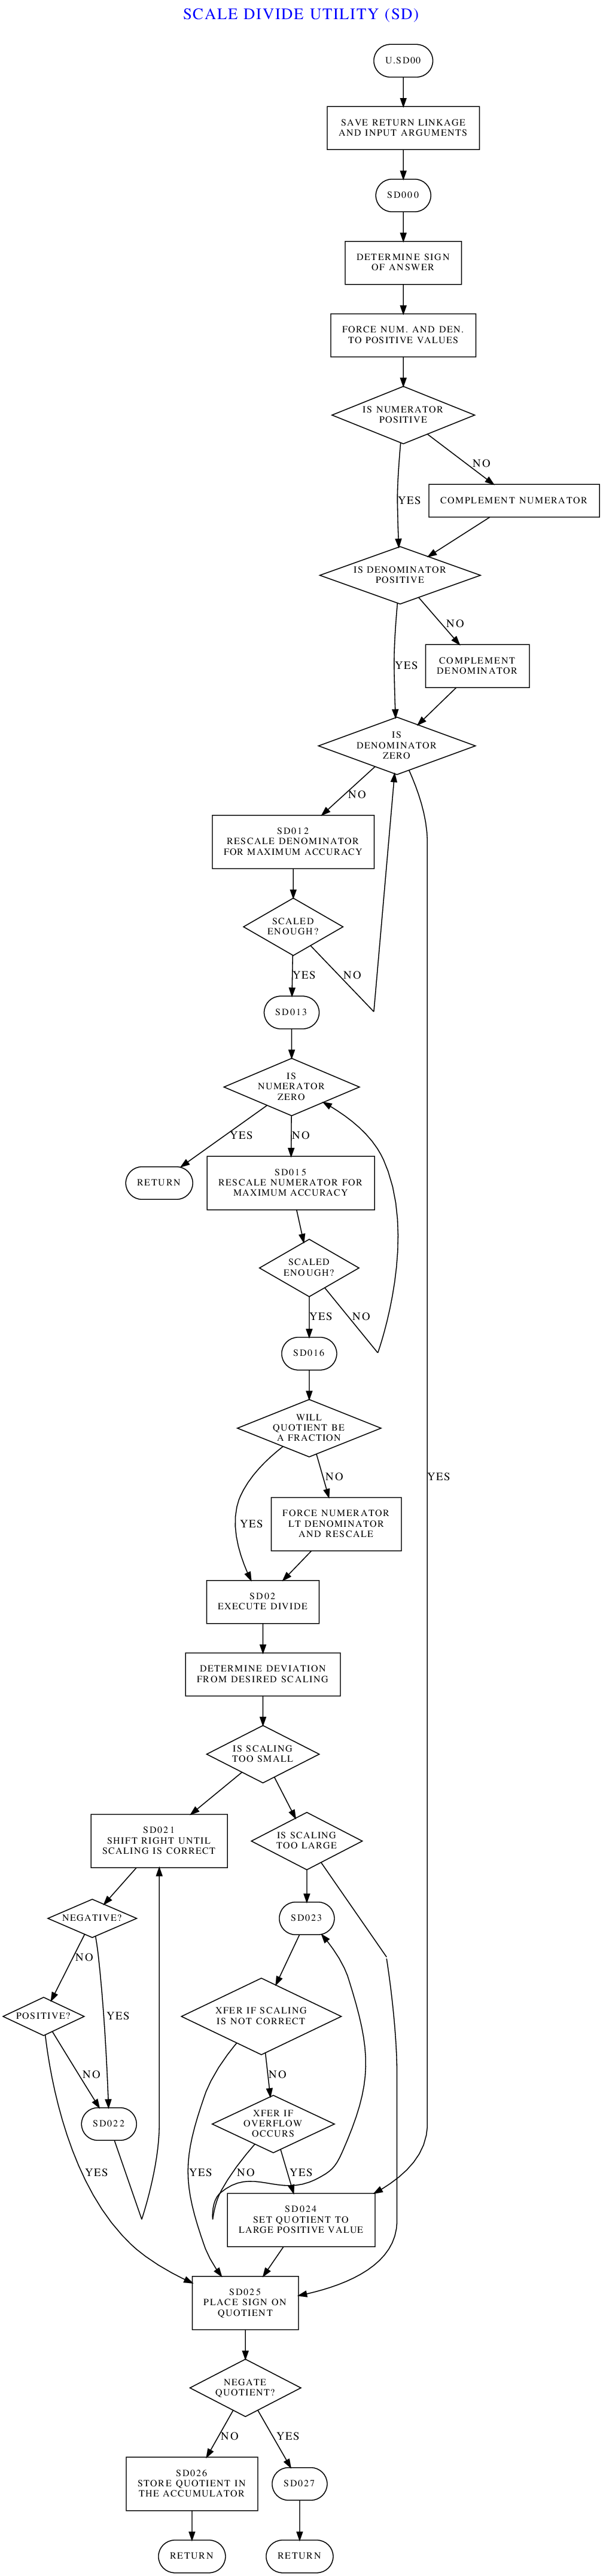 SCALE DIVIDE UTILITY (SD)
U.SD00
SAVE RETURN LINKAGE
AND INPUT ARGUMENTS
SD000
DETERMINE SIGN
OF ANSWER
FORCE NUM. AND DEN.
TO POSITIVE VALUES
IS NUMERATOR
POSITIVE
NO
YES
COMPLEMENT NUMERATOR
IS DENOMINATOR
POSITIVE
NO
YES
COMPLEMENT
DENOMINATOR
IS
DENOMINATOR
ZERO
NO
SD012
RESCALE DENOMINATOR
FOR MAXIMUM ACCURACY
SCALED
ENOUGH?
YES
NO
SD013
IS
NUMERATOR
ZERO
YES
NO
RETURN
SD015
RESCALE NUMERATOR FOR
MAXIMUM ACCURACY
SCALED
ENOUGH?
YES
NO
SD016
WILL
QUOTIENT BE
A FRACTION
NO
YES
YES
FORCE NUMERATOR
LT DENOMINATOR
AND RESCALE
SD02
EXECUTE DIVIDE
DETERMINE DEVIATION
FROM DESIRED SCALING
IS SCALING
TOO SMALL
SD021
SHIFT RIGHT UNTIL
SCALING IS CORRECT
IS SCALING
TOO LARGE
NEGATIVE?
SD023
NO
POSITIVE?
YES
XFER IF SCALING
IS NOT CORRECT
NO
NO
SD022
XFER IF
OVERFLOW
OCCURS
YES
YES
NO
YES
SD024
SET QUOTIENT TO
LARGE POSITIVE VALUE
SD025
PLACE SIGN ON
QUOTIENT
NEGATE
QUOTIENT?
NO
YES
SD026
STORE QUOTIENT IN
THE ACCUMULATOR
SD027
RETURN
RETURN